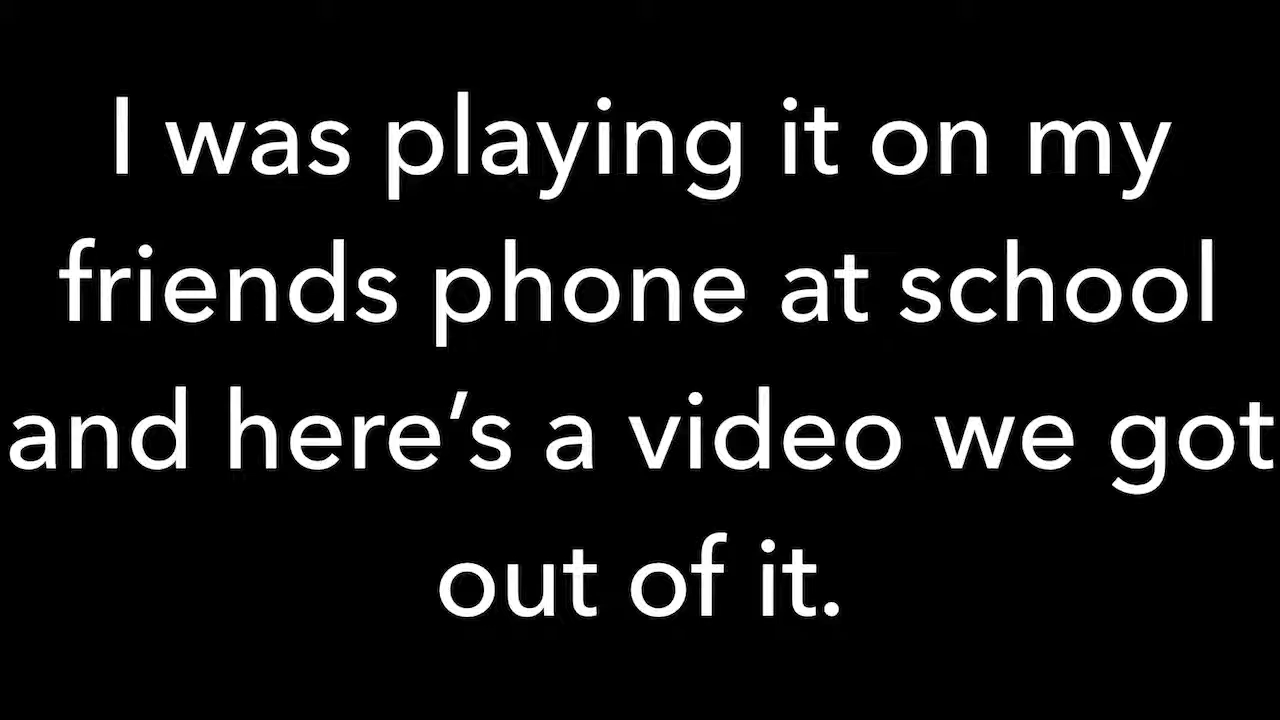 I was playing it on my
friends phone at school
and here’s a video we got
out of it.